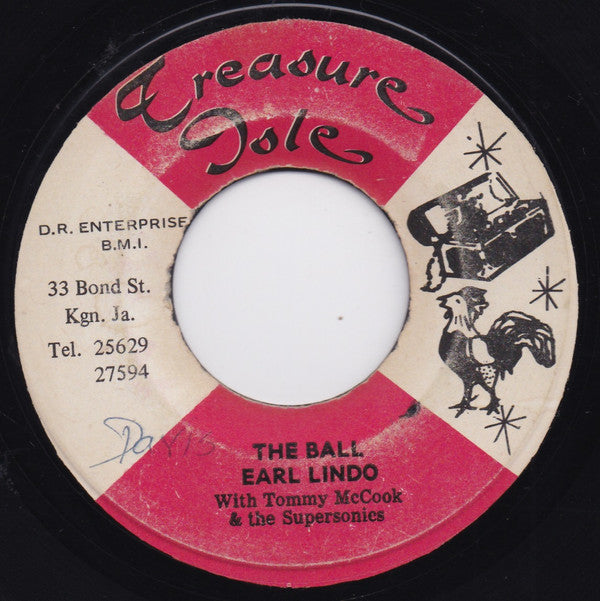 Treasure
Isle
D.R. ENTERPRISE
B.M.I.
33 Bond St.
Kgn. Ja.
Tel. 25629
27594
Davis
THE BALL
EARL LINDO
With Tommy McCook
& the Supersonics